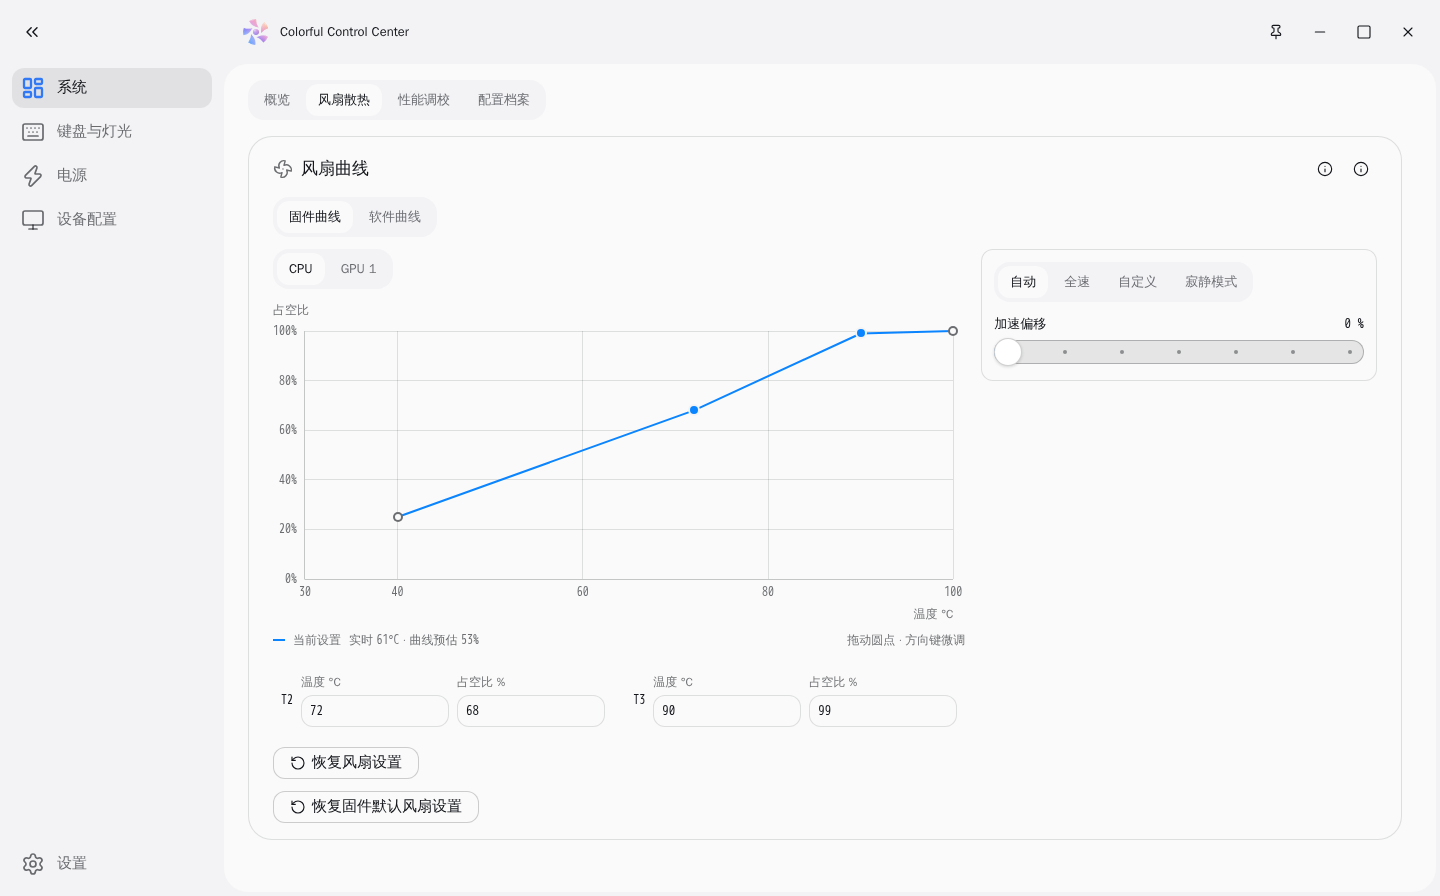 Colorful Control Center
系统
键盘与灯光
电源
设备配置
设置
概览 风扇散热 性能调校 配置档案
风扇曲线
固件曲线 软件曲线
CPU GPU 1
占空比
100%
80%
60%
40%
20%
0%
30 40 60 80 100
温度 °C
当前设置 实时 61°C · 曲线预估 53%
拖动圆点 · 方向键微调
自动 全速 自定义 寂静模式
加速偏移 0 %
T2
温度 °C
72
占空比 %
68
T3
温度 °C
90
占空比 %
99
恢复风扇设置
恢复固件默认风扇设置